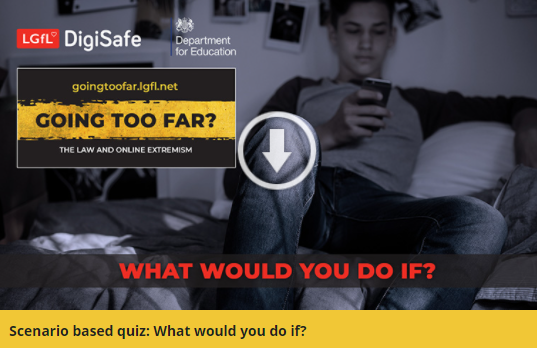 LGfL DigiSafe
Department
for Education
goingtoofar.lgfl.net
GOING TOO FAR?
THE LAW AND ONLINE EXTREMISM
WHAT WOULD YOU DO IF?
Scenario based quiz: What would you do if?